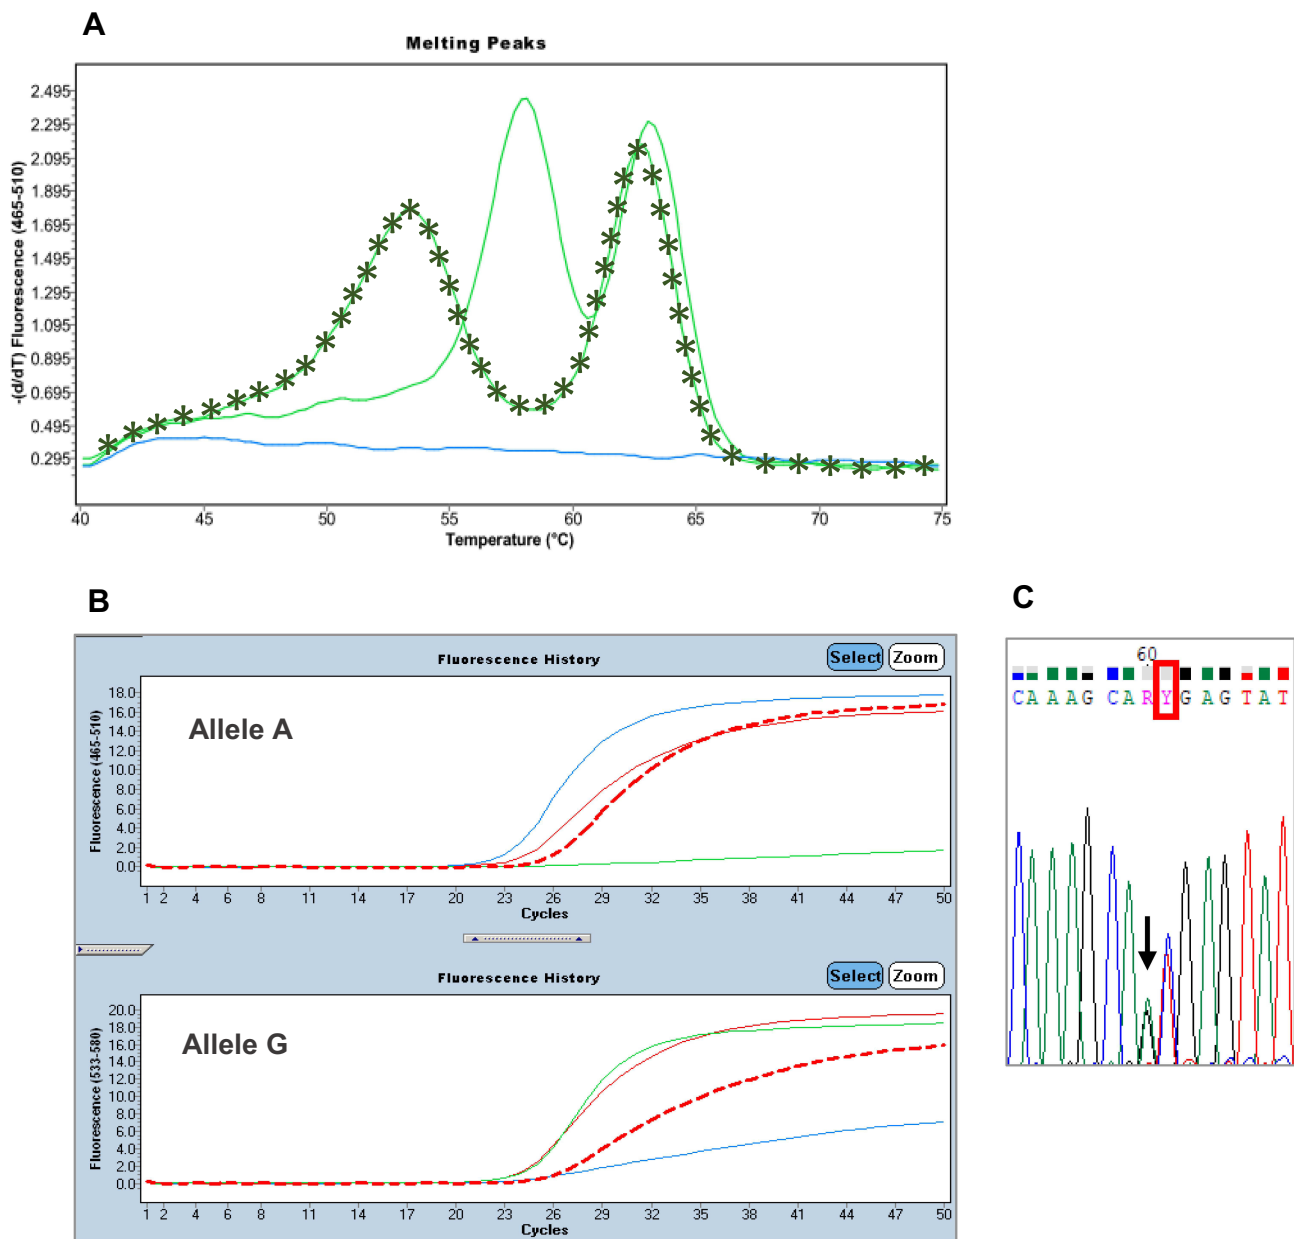 A
Melting Peaks
-(d/dT) Fluorescence (465-510)
2.495
2.295
2.095
1.895
1.695
1.495
1.295
1.095
0.895
0.695
0.495
0.295
40 45 50 55 60 65 70 75
Temperature (°C)
B
Fluorescence History
Select Zoom
Allele A
Fluorescence (465-510)
18.0
16.0
14.0
12.0
10.0
8.0
6.0
4.0
2.0
0.0
1 2 4 6 8 11 14 17 20 23 26 29 32 35 38 41 44 47 50
Cycles
Fluorescence History
Select Zoom
Allele G
Fluorescence (533-580)
20.0
18.0
16.0
14.0
12.0
10.0
8.0
6.0
4.0
2.0
0.0
1 2 4 6 8 11 14 17 20 23 26 29 32 35 38 41 44 47 50
Cycles
C
60
CAAAG CARYGAGTAT